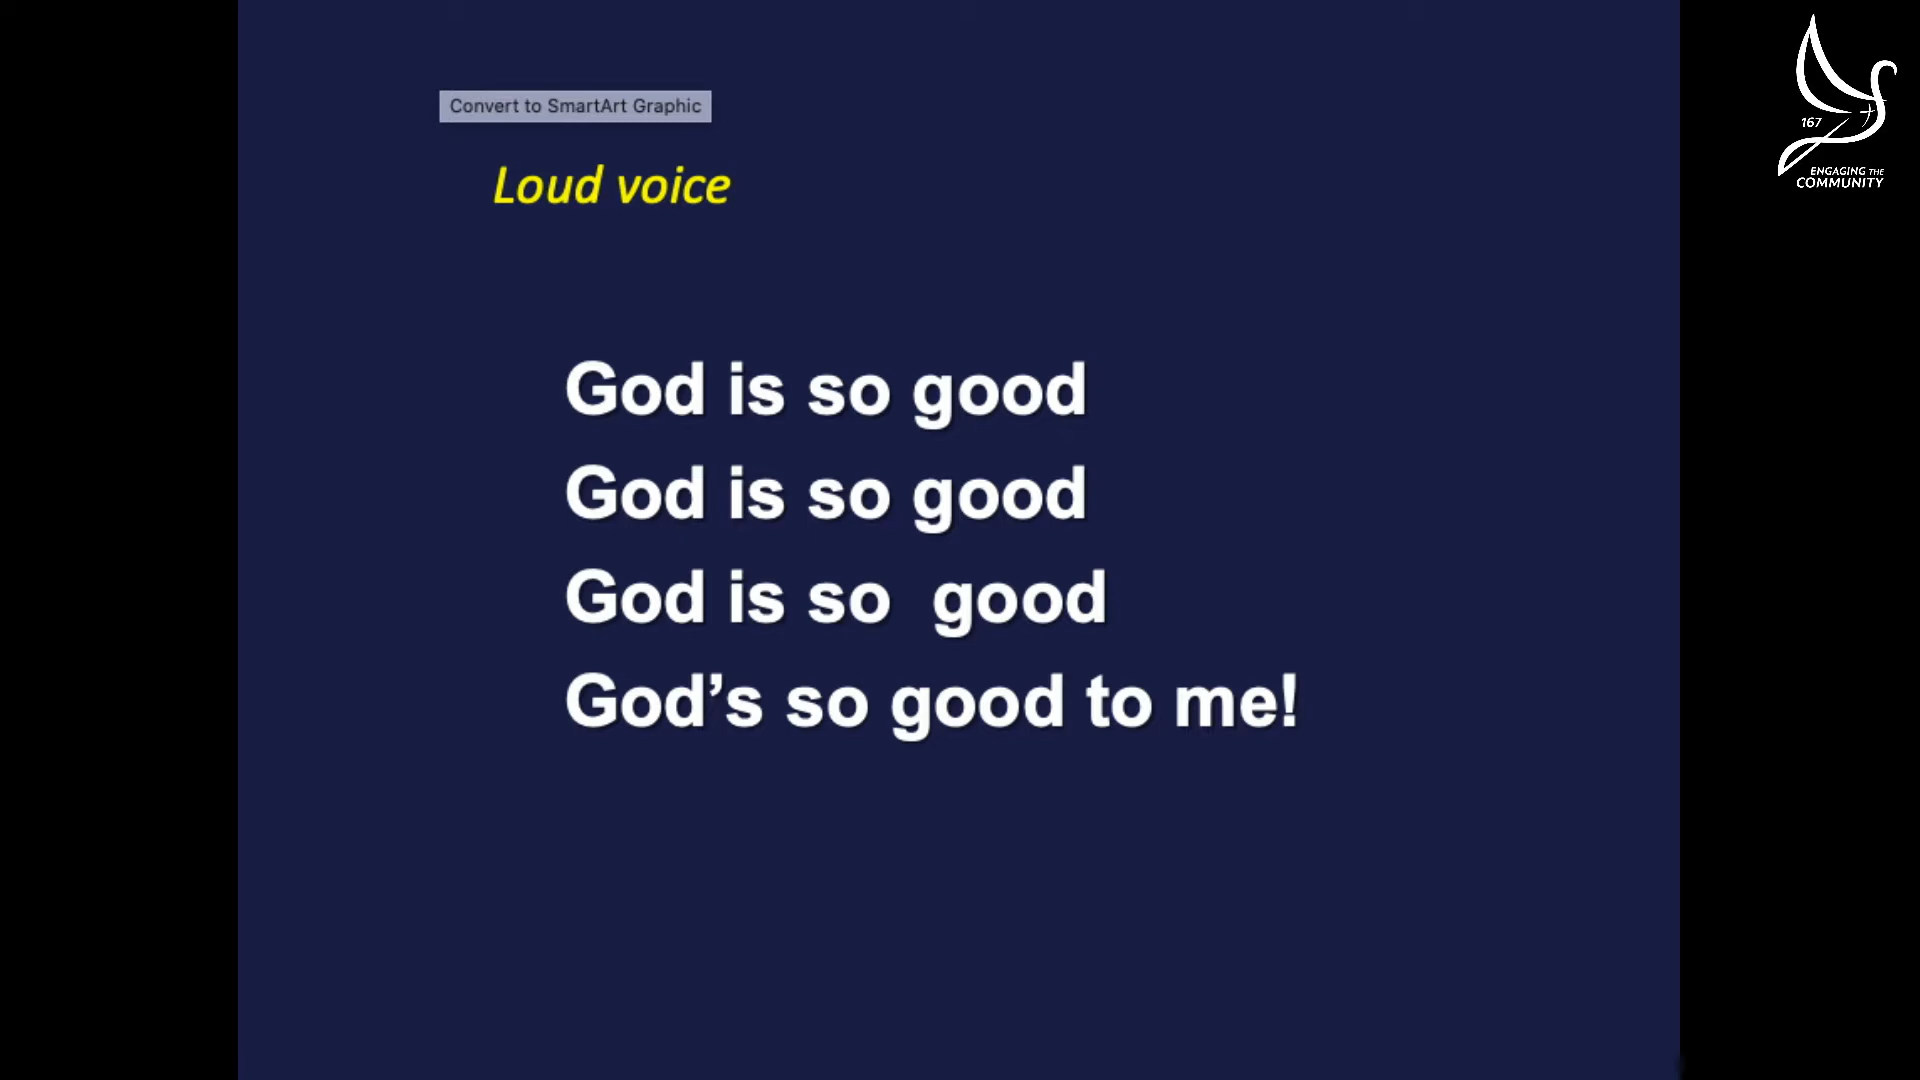 Convert to SmartArt Graphic
Loud voice
God is so good
God is so good
God is so  good
God’s so good to me!
167
ENGAGING THE
COMMUNITY